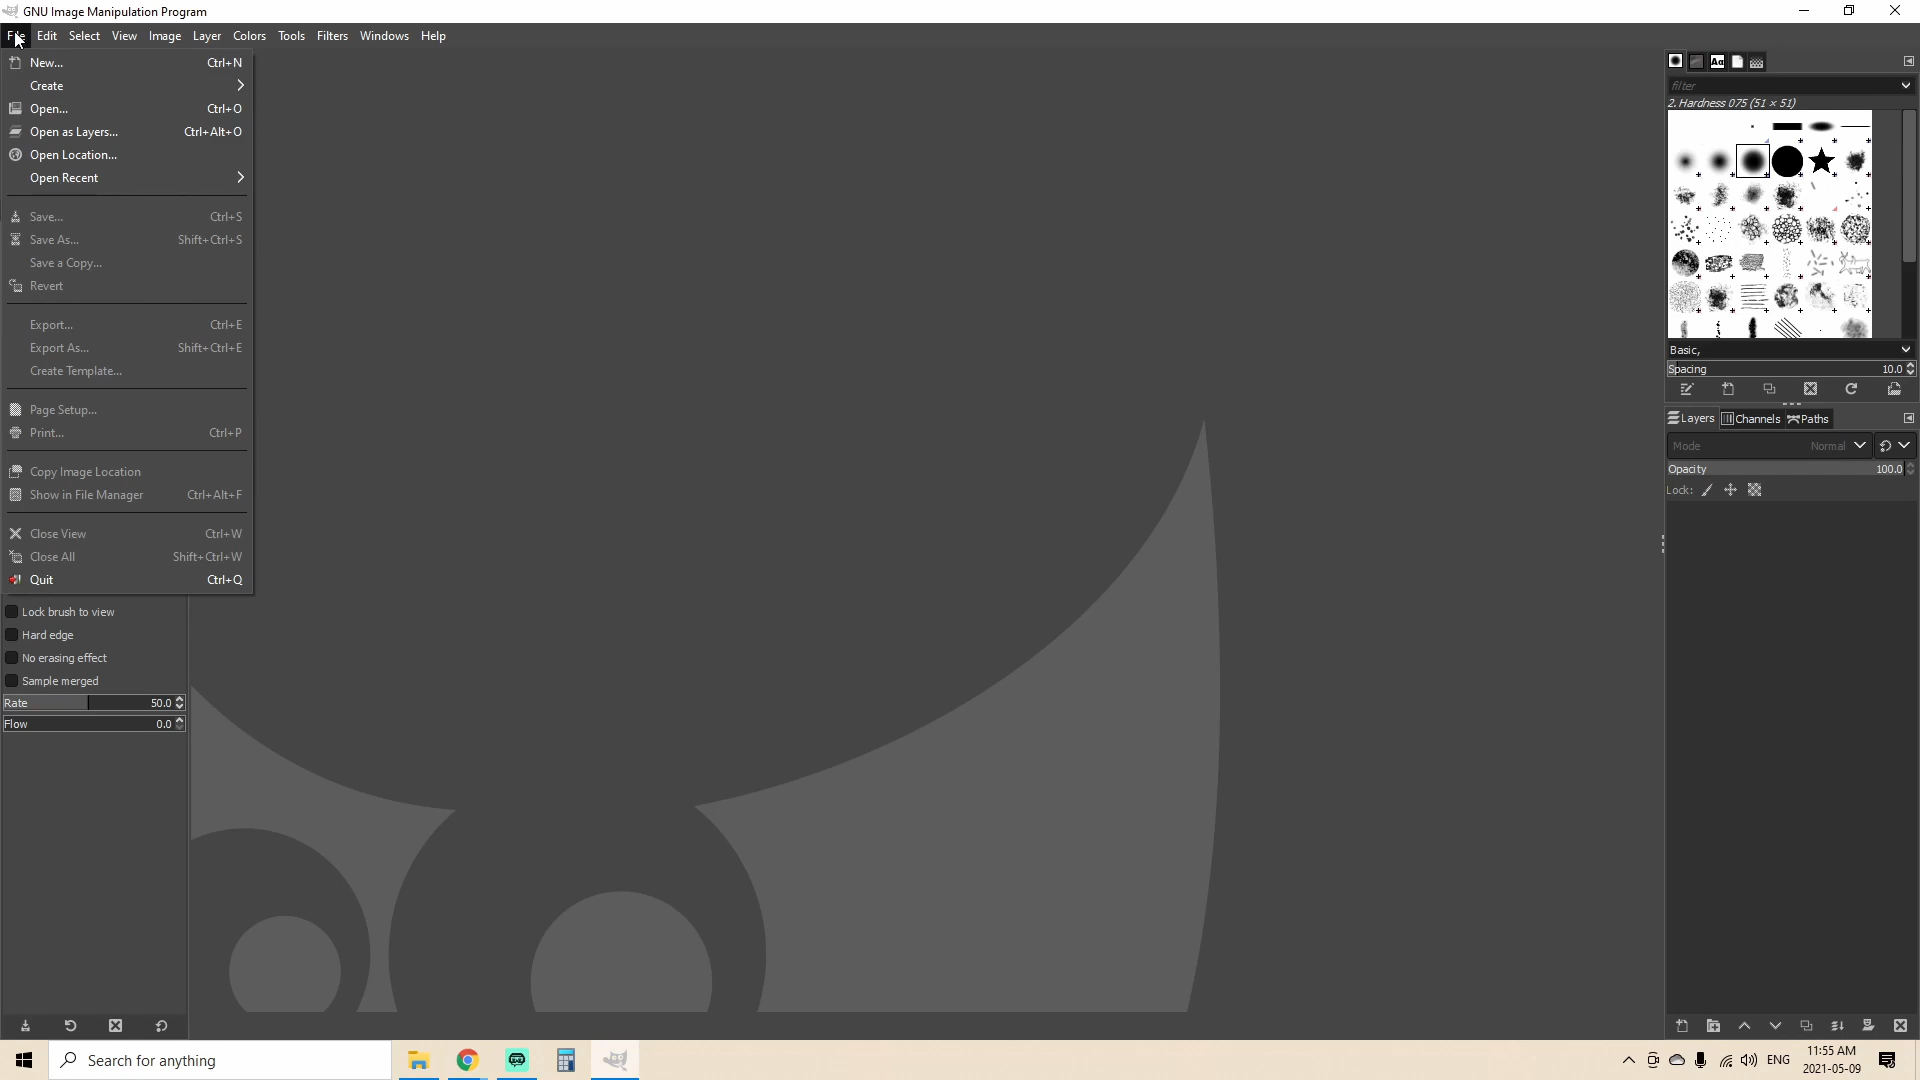 GNU Image Manipulation Program
File Edit Select View Image Layer Colors Tools Filters Windows Help
New... Ctrl+N
Create
Open... Ctrl+O
Open as Layers... Ctrl+Alt+O
Open Location...
Open Recent
Save... Ctrl+S
Save As... Shift+Ctrl+S
Save a Copy...
Revert
Export... Ctrl+E
Export As... Shift+Ctrl+E
Create Template...
Page Setup...
Print... Ctrl+P
Copy Image Location
Show in File Manager Ctrl+Alt+F
Close View Ctrl+W
Close All Shift+Ctrl+W
Quit Ctrl+Q
Lock brush to view
Hard edge
No erasing effect
Sample merged
Rate 50.0
Flow 0.0
Aa
filter
2. Hardness 075 (51 × 51)
Basic,
Spacing 10.0
Layers Channels Paths
Mode Normal
Opacity 100.0
Lock:
Search for anything
ENG
11:55 AM
2021-05-09